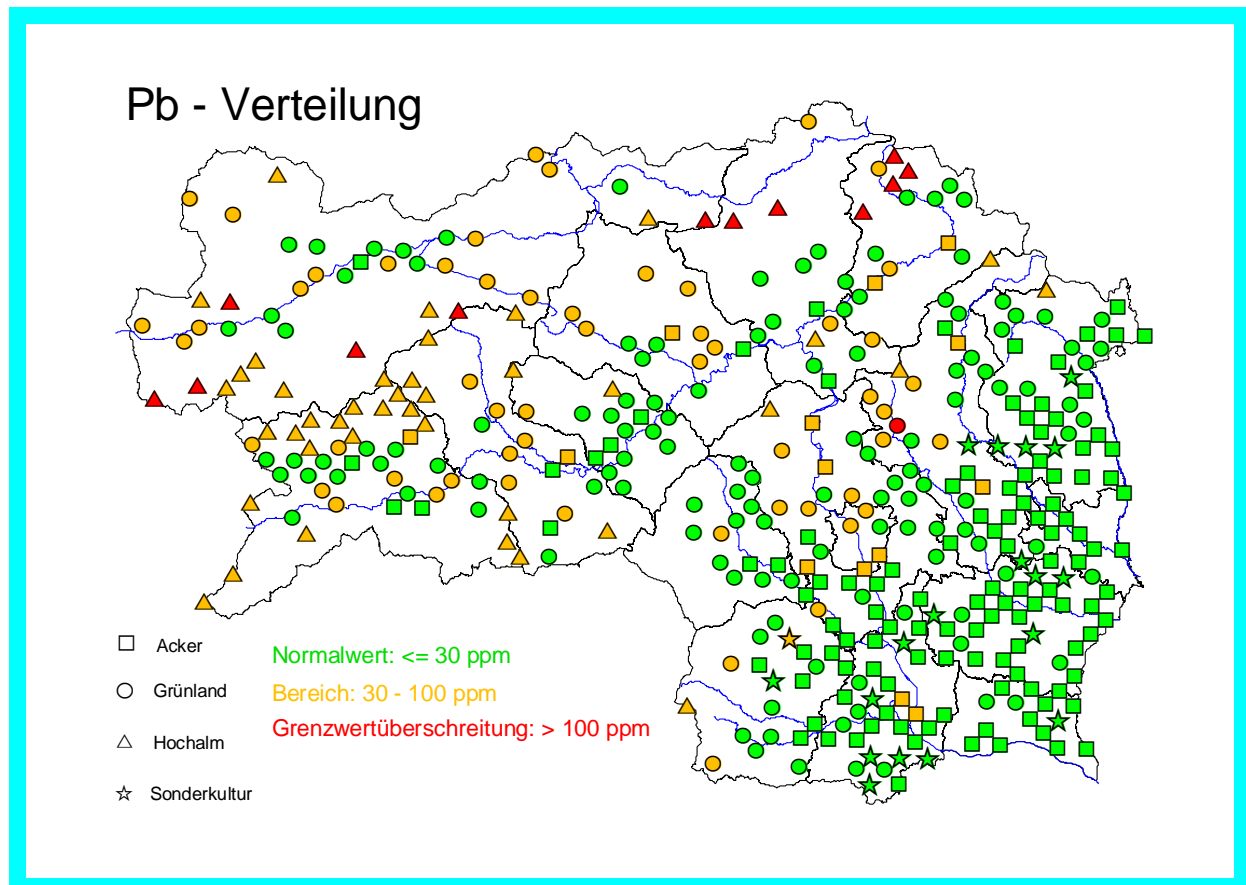 Pb - Verteilung
Acker
Grünland
Hochalm
Sonderkultur
Normalwert: <= 30 ppm
Bereich: 30 - 100 ppm
Grenzwertüberschreitung: > 100 ppm